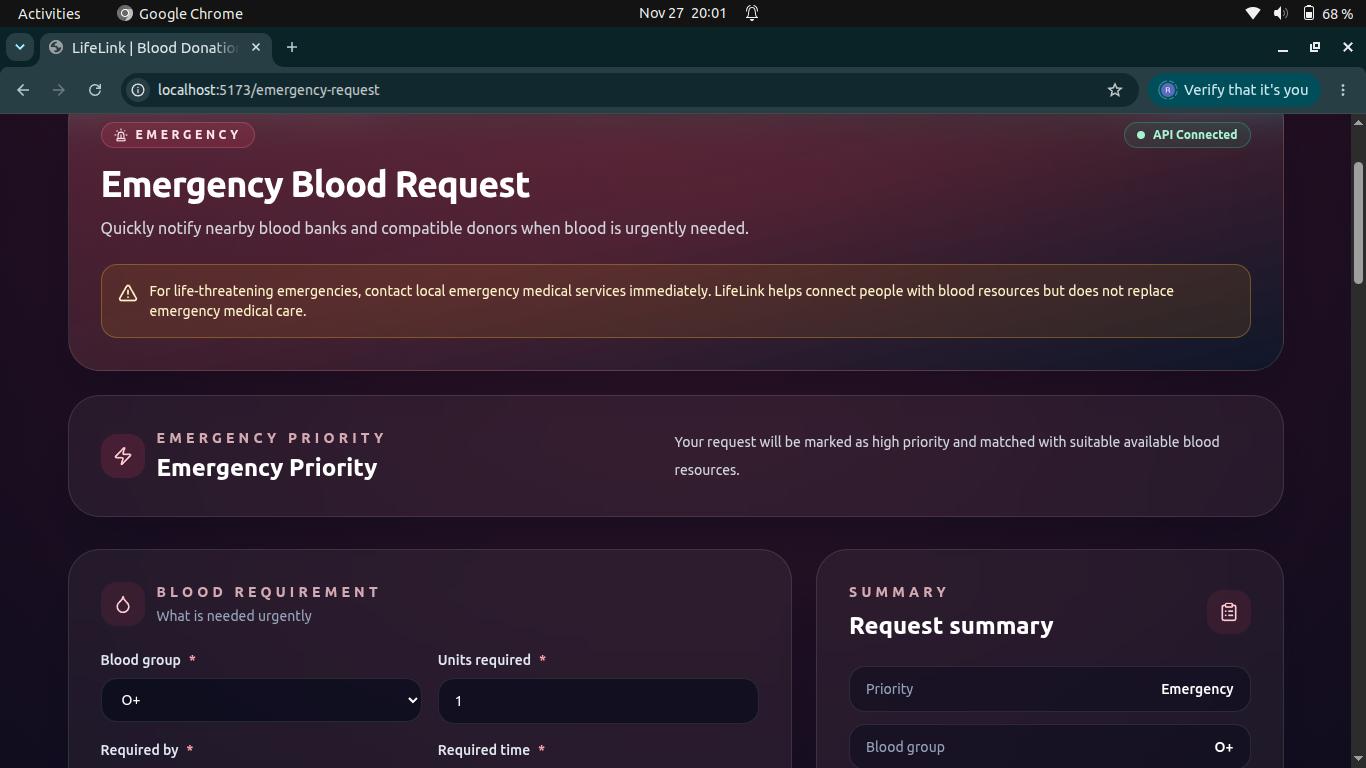 Activities
Google Chrome
Nov 27 20:01
68 %
LifeLink | Blood Donatio
localhost:5173/emergency-request
R
Verify that it's you
EMERGENCY
API Connected
Emergency Blood Request
Quickly notify nearby blood banks and compatible donors when blood is urgently needed.
For life-threatening emergencies, contact local emergency medical services immediately. LifeLink helps connect people with blood resources but does not replace
emergency medical care.
EMERGENCY PRIORITY
Emergency Priority
Your request will be marked as high priority and matched with suitable available blood
resources.
BLOOD REQUIREMENT
What is needed urgently
Blood group *
Units required *
O+
1
Required by *
Required time *
SUMMARY
Request summary
Priority
Emergency
Blood group
O+